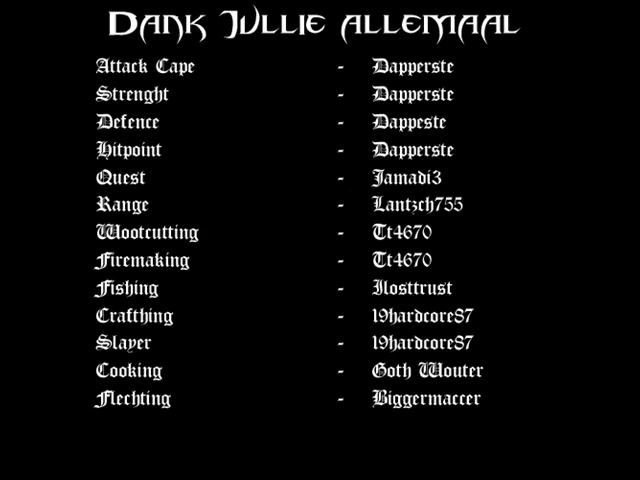 Dank Jullie allemaal
Attack Cape - Dapperste
Strenght - Dapperste
Defence - Dappeste
Hitpoint - Dapperste
Quest - Jamadi3
Range - Lantzch755
Wootcutting - Tt4670
Firemaking - Tt4670
Fishing - Ilosttrust
Crafthing - 19hardcore87
Slayer - 19hardcore87
Cooking - Goth Wouter
Flechting - Biggermaccer